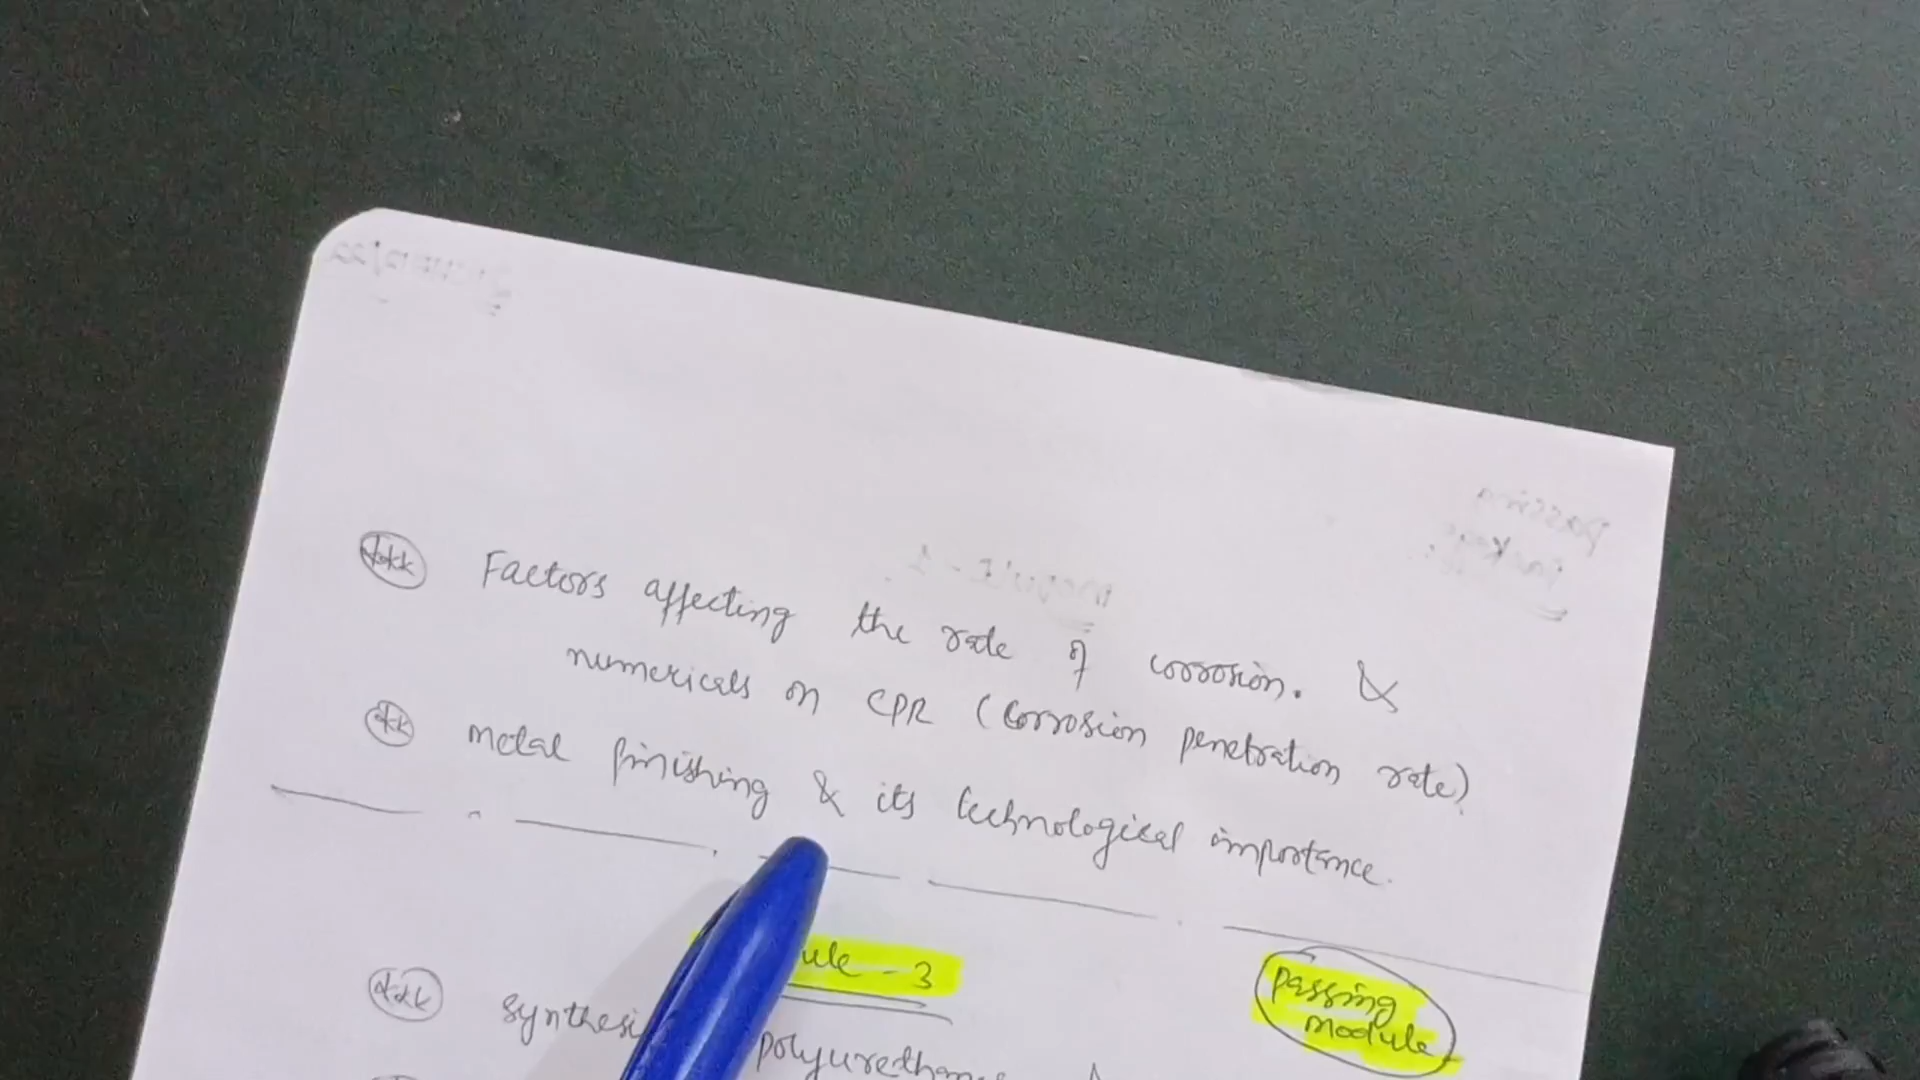 *** Factors affecting the rate of corrosion. &
numericals on CPR (Corrosion penetration rate)
** metal finishing & its technological importance.
ule - 3
passing
module
*** synthesi polyurethane